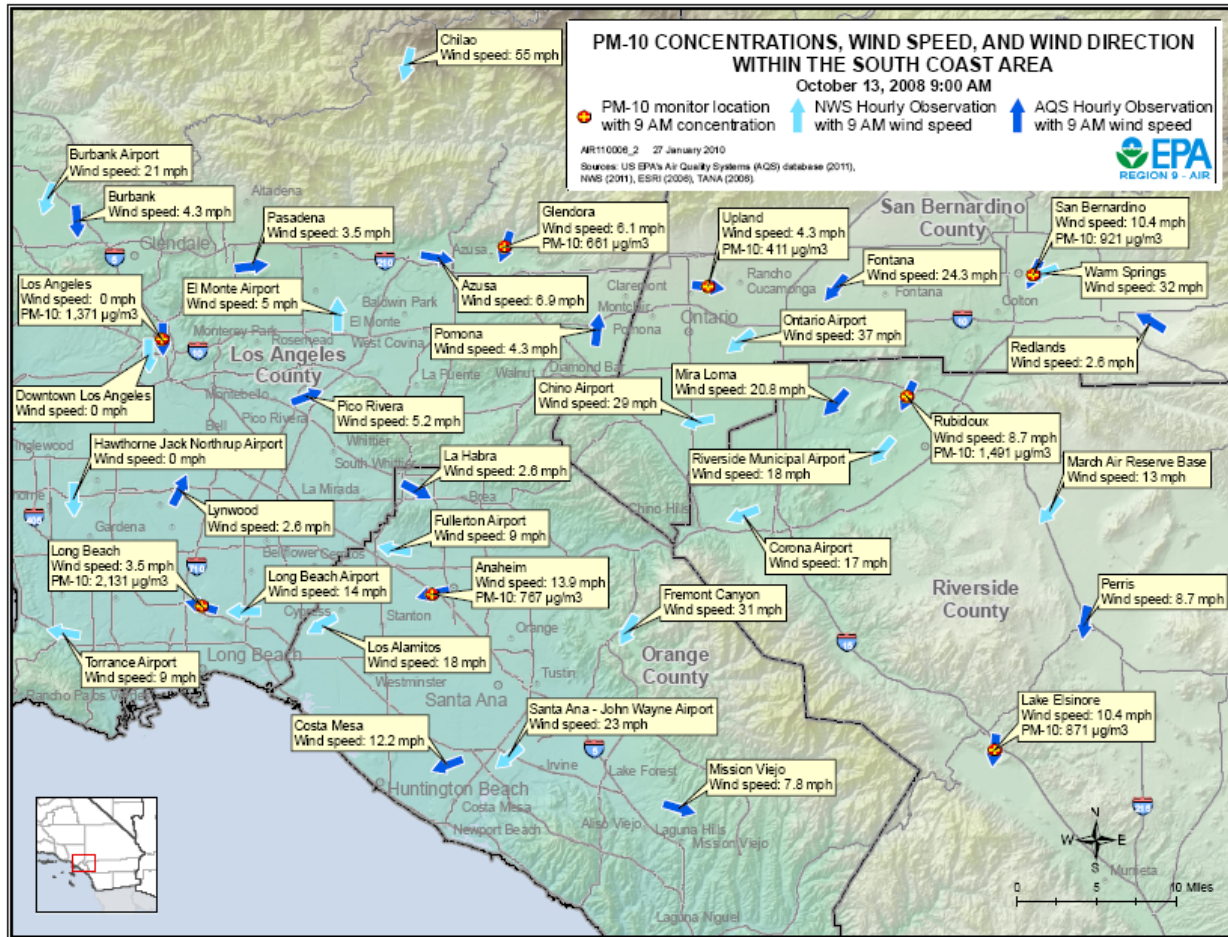 PM-10 CONCENTRATIONS, WIND SPEED, AND WIND DIRECTION
WITHIN THE SOUTH COAST AREA
October 13, 2008 9:00 AM
PM-10 monitor location
with 9 AM concentration
NWS Hourly Observation
with 9 AM wind speed
AQS Hourly Observation
with 9 AM wind speed
AIR110006_2 27 January 2010
Sources: US EPA's Air Quality Systems (AQS) database (2011),
NWS (2011), ESRI (2006), TANA (2006).
EPA
REGION 9 - AIR
Chilao
Wind speed: 55 mph
Burbank Airport
Wind speed: 21 mph
Burbank
Wind speed: 4.3 mph
Altadena
Pasadena
Wind speed: 3.5 mph
Glendale
5
210
Azusa
Glendora
Wind speed: 6.1 mph
PM-10: 661 µg/m3
Upland
Wind speed: 4.3 mph
PM-10: 411 µg/m3
San Bernardino
County
San Bernardino
Wind speed: 10.4 mph
PM-10: 921 µg/m3
Fontana
Wind speed: 24.3 mph
Warm Springs
Wind speed: 32 mph
Los Angeles
Wind speed: 0 mph
PM-10: 1,371 µg/m3
El Monte Airport
Wind speed: 5 mph
Baldwin Park
Azusa
Wind speed: 6.9 mph
Claremont
Montclair
Rancho
Cucamonga
Fontana
Colton
Monterey Park
El Monte
Rosemead
West Covina
Pomona
Wind speed: 4.3 mph
Pomona
Ontario
Ontario Airport
Wind speed: 37 mph
10
Redlands
Wind speed: 2.6 mph
10
Los Angeles
County
La Puente
Walnut
Diamond Bar
Downtown Los Angeles
Wind speed: 0 mph
Montebello
Pico Rivera
Pico Rivera
Wind speed: 5.2 mph
Chino Airport
Wind speed: 29 mph
Mira Loma
Wind speed: 20.8 mph
Rubidoux
Wind speed: 8.7 mph
PM-10: 1,491 µg/m3
Bell
Whittier
South Whittier
Inglewood
Hawthorne Jack Northrup Airport
Wind speed: 0 mph
La Habra
Wind speed: 2.6 mph
Riverside Municipal Airport
Wind speed: 18 mph
March Air Reserve Base
Wind speed: 13 mph
La Mirada
Brea
Chino Hills
405
Gardena
Lynwood
Wind speed: 2.6 mph
Fullerton Airport
Wind speed: 9 mph
Corona Airport
Wind speed: 17 mph
Long Beach
Wind speed: 3.5 mph
PM-10: 2,131 µg/m3
710
Bellflower
Cerritos
Long Beach Airport
Wind speed: 14 mph
Cypress
Stanton
Anaheim
Wind speed: 13.9 mph
PM-10: 767 µg/m3
Orange
Fremont Canyon
Wind speed: 31 mph
Riverside
County
Perris
Wind speed: 8.7 mph
Torrance Airport
Wind speed: 9 mph
Long Beach
Los Alamitos
Wind speed: 18 mph
Orange
County
15
Rancho Palos Verdes
Westminster
Tustin
Santa Ana
Costa Mesa
Wind speed: 12.2 mph
Santa Ana - John Wayne Airport
Wind speed: 23 mph
Lake Elsinore
Wind speed: 10.4 mph
PM-10: 871 µg/m3
5
Irvine
Lake Forest
Mission Viejo
Wind speed: 7.8 mph
Huntington Beach
Costa Mesa
Newport Beach
Aliso Viejo
Laguna Hills
Mission Viejo
215
Murrieta
Laguna Niguel
N
W
E
S
0 5 10 Miles